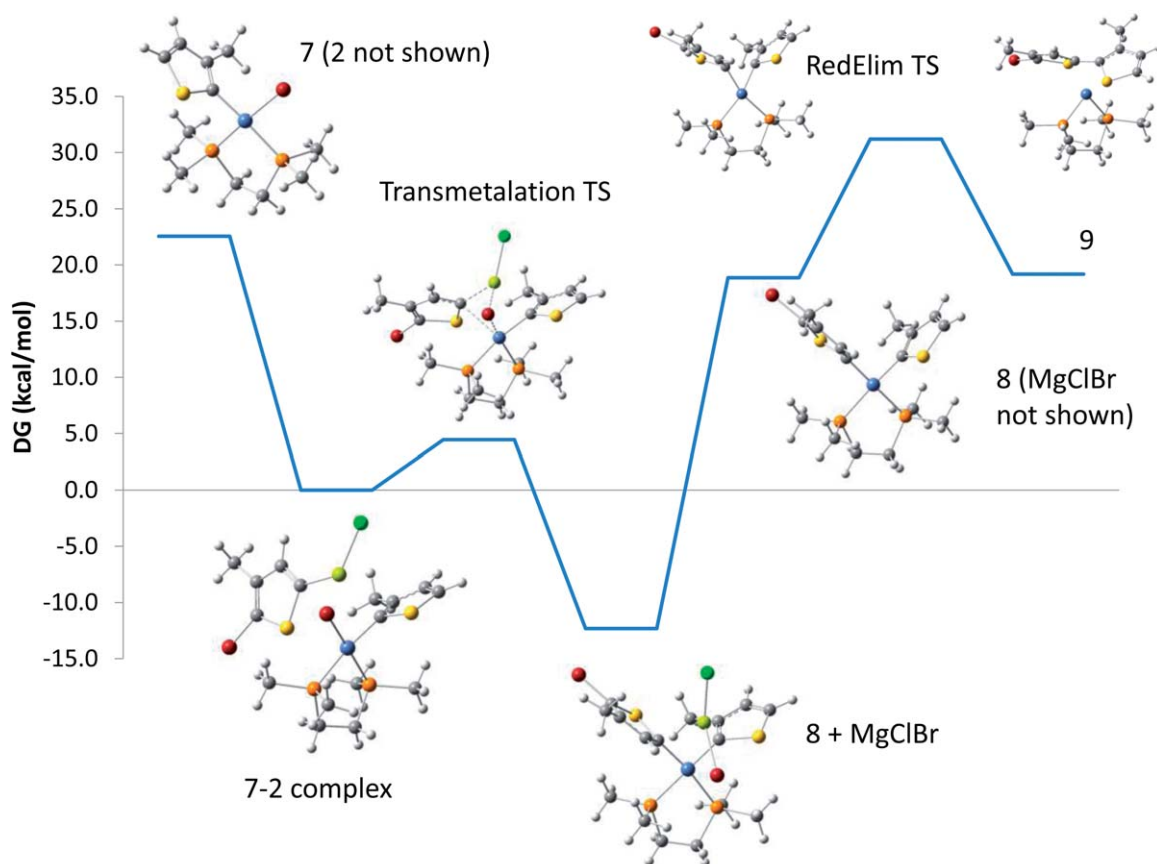 7 (2 not shown)
RedElim TS
35.0
30.0
25.0
20.0
15.0
10.0
5.0
0.0
-5.0
-10.0
-15.0
DG (kcal/mol)
Transmetalation TS
9
8 (MgClBr
not shown)
7-2 complex
8 + MgClBr